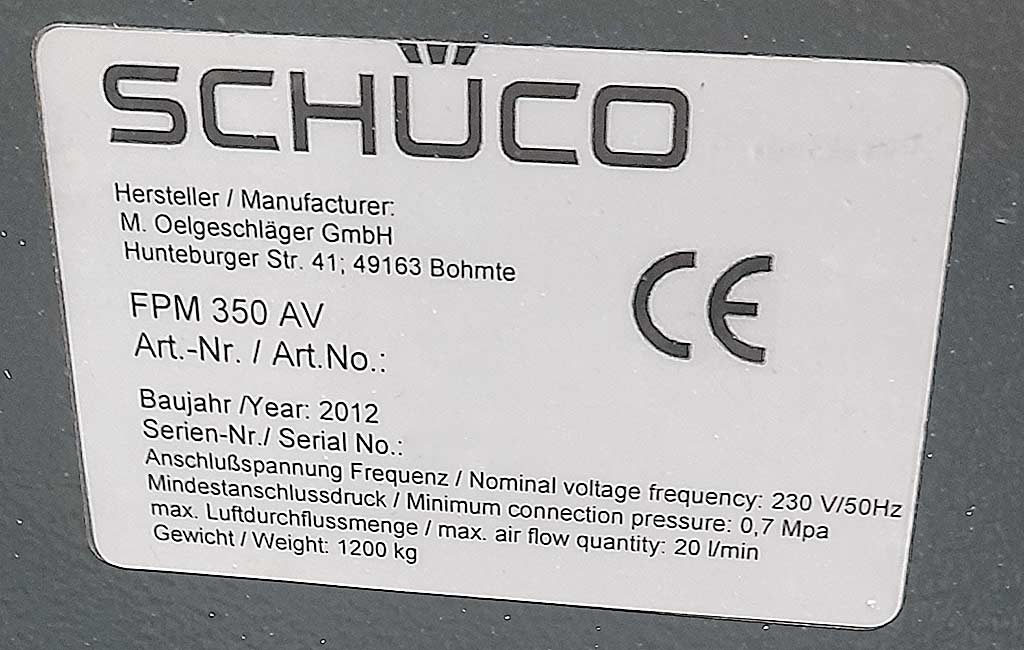 SCHÜCO
Hersteller / Manufacturer:
M. Oelgeschläger GmbH
Hunteburger Str. 41; 49163 Bohmte
CE
FPM 350 AV
Art.-Nr. / Art.No.:
Baujahr /Year: 2012
Serien-Nr./ Serial No.:
Anschlußspannung Frequenz / Nominal voltage frequency: 230 V/50Hz
Mindestanschlussdruck / Minimum connection pressure: 0,7 Mpa
max. Luftdurchflussmenge / max. air flow quantity: 20 l/min
Gewicht / Weight: 1200 kg